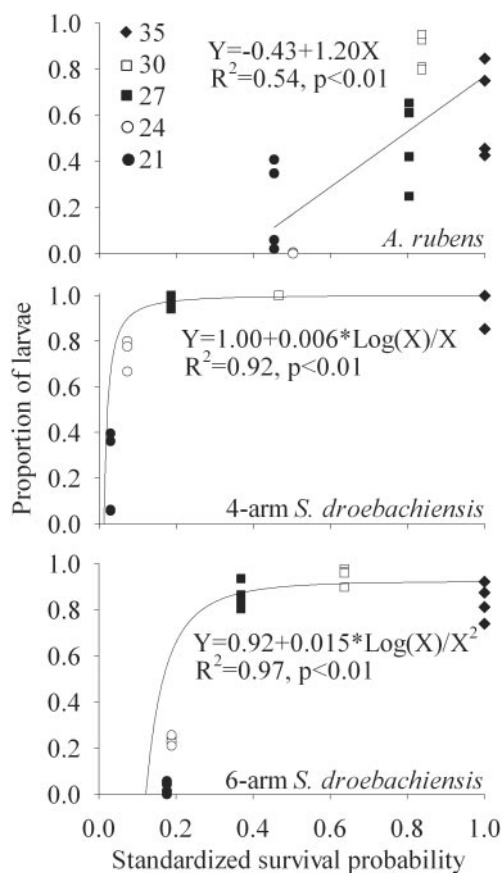 1.0
0.8
0.6
0.4
0.2
0.0
35
30
27
24
21
Y=-0.43+1.20X
R²=0.54, p<0.01
A. rubens
1.0
0.8
0.6
0.4
0.2
0.0
Y=1.00+0.006*Log(X)/X
R²=0.92, p<0.01
4-arm S. droebachiensis
Proportion of larvae
1.0
0.8
0.6
0.4
0.2
0.0
Y=0.92+0.015*Log(X)/X²
R²=0.97, p<0.01
6-arm S. droebachiensis
0.0 0.2 0.4 0.6 0.8 1.0
Standardized survival probability